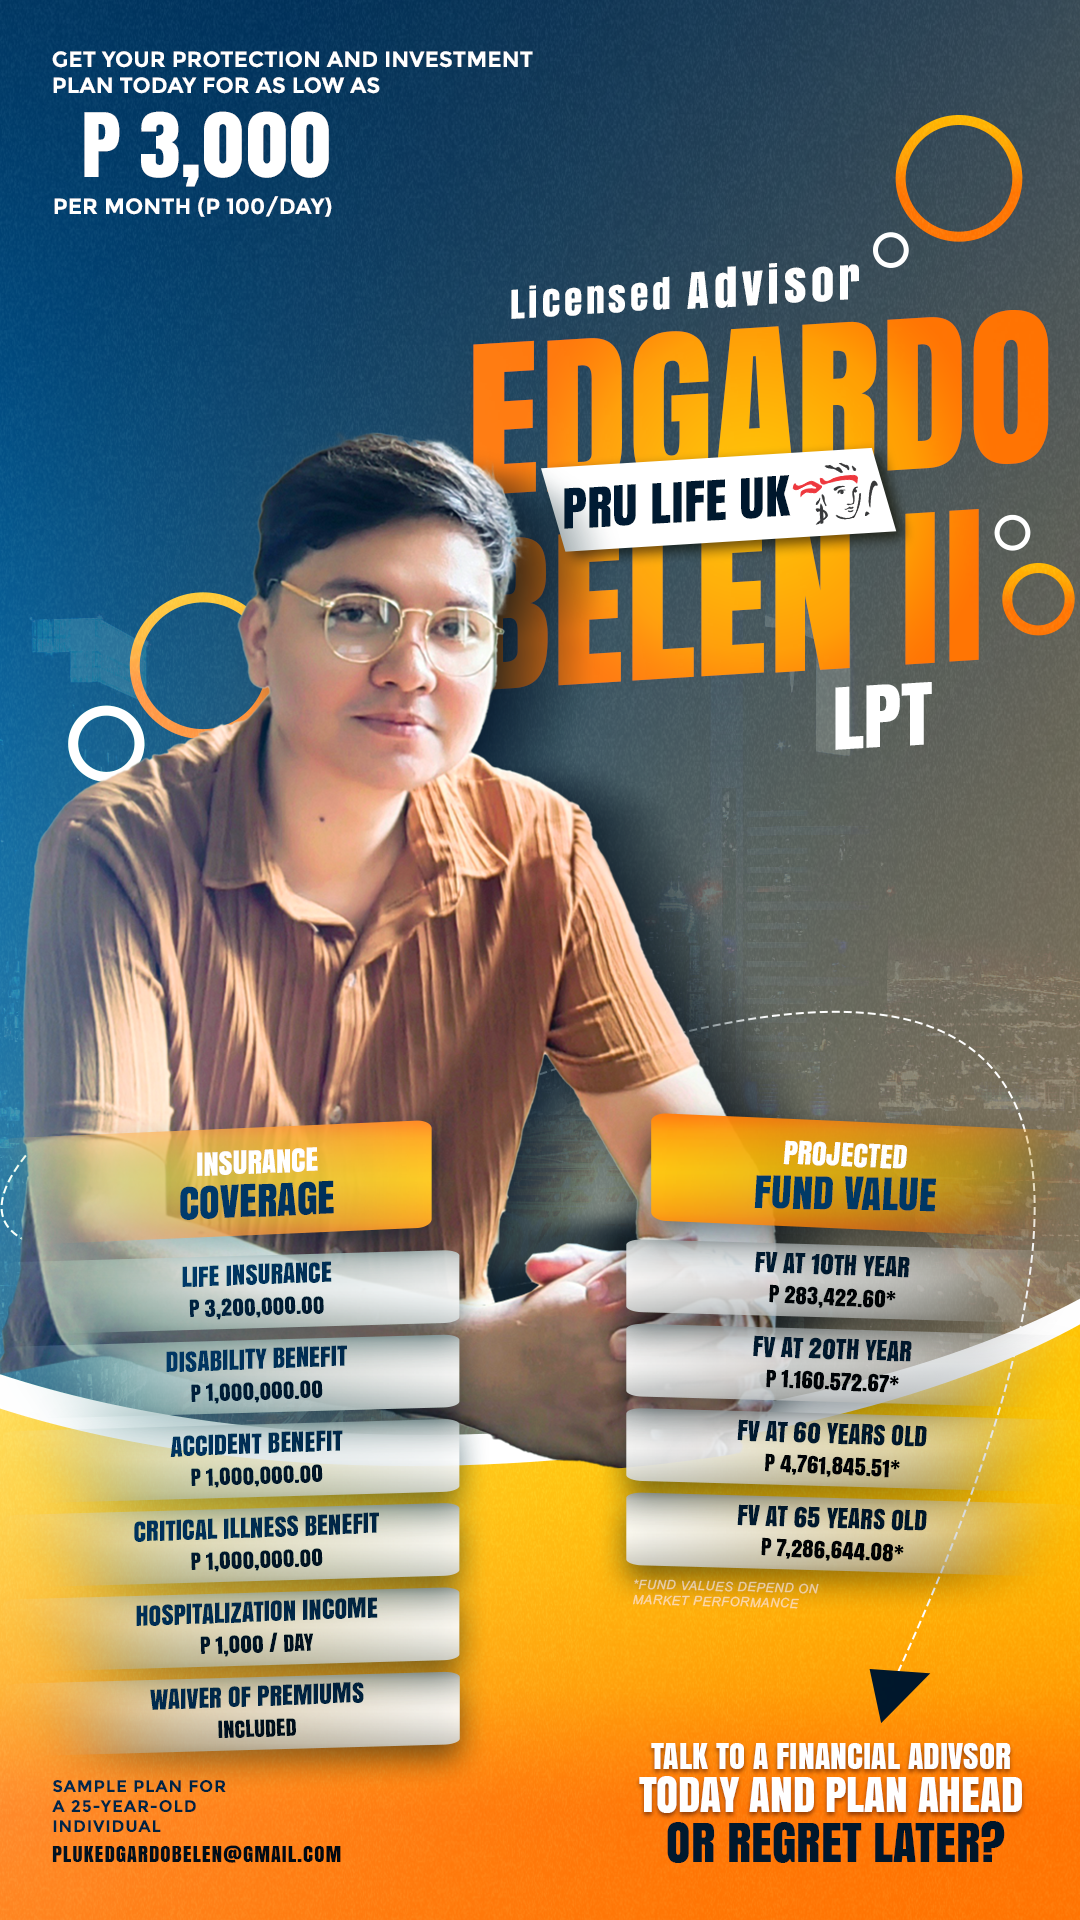 GET YOUR PROTECTION AND INVESTMENT
PLAN TODAY FOR AS LOW AS
P 3,000
PER MONTH (P 100/DAY)
Licensed Advisor
EDGARDO
PRU LIFE UK
BELEN II
LPT
INSURANCE
COVERAGE
LIFE INSURANCE
P 3,200,000.00
DISABILITY BENEFIT
P 1,000,000.00
ACCIDENT BENEFIT
P 1,000,000.00
CRITICAL ILLNESS BENEFIT
P 1,000,000.00
HOSPITALIZATION INCOME
P 1,000 / DAY
WAIVER OF PREMIUMS
INCLUDED
PROJECTED
FUND VALUE
FV AT 10TH YEAR
P 283,422.60*
FV AT 20TH YEAR
P 1.160.572.67*
FV AT 60 YEARS OLD
P 4,761,845.51*
FV AT 65 YEARS OLD
P 7,286,644.08*
*FUND VALUES DEPEND ON
MARKET PERFORMANCE
SAMPLE PLAN FOR
A 25-YEAR-OLD
INDIVIDUAL
PLUKEDGARDOBELEN@GMAIL.COM
TALK TO A FINANCIAL ADIVSOR
TODAY AND PLAN AHEAD
OR REGRET LATER?